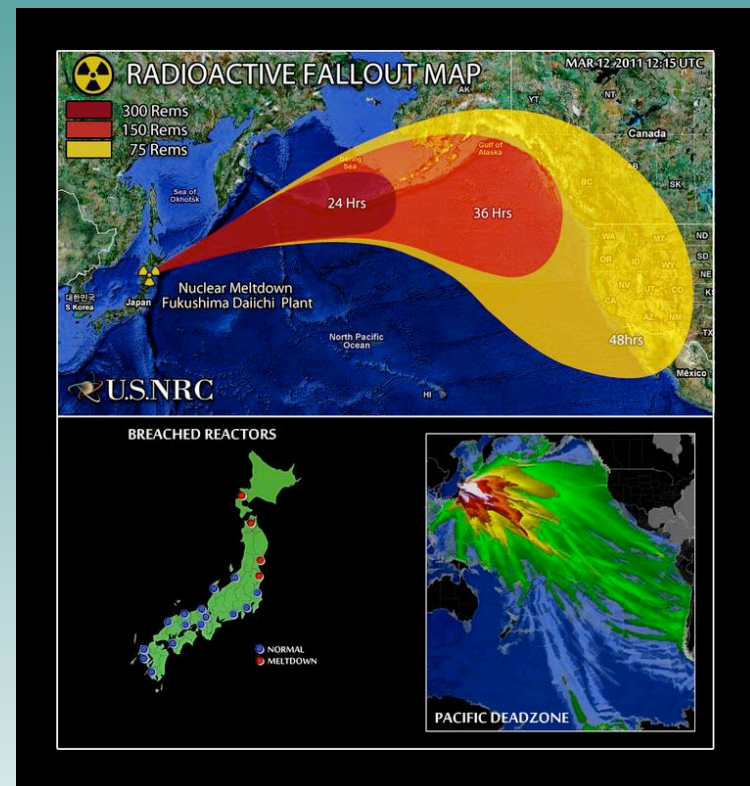 RADIOACTIVE FALLOUT MAP
MAR 12, 2011 12:15 UTC
300 Rems
150 Rems
75 Rems
AK
YT
NT
Canada
AB
SK
BC
Bering
Sea
Gulf of
Alaska
Sea of
Okhotsk
24 Hrs
36 Hrs
WA
MT
ND
OR
ID
WY
SD
NE
NV
UT
CO
KS
CA
AZ
NM
TX
48hrs
México
대한민국
S Korea
Japan
Nuclear Meltdown
Fukushima Daiichi Plant
North Pacific
Ocean
HI
U.S.NRC
BREACHED REACTORS
NORMAL
MELTDOWN
PACIFIC DEADZONE